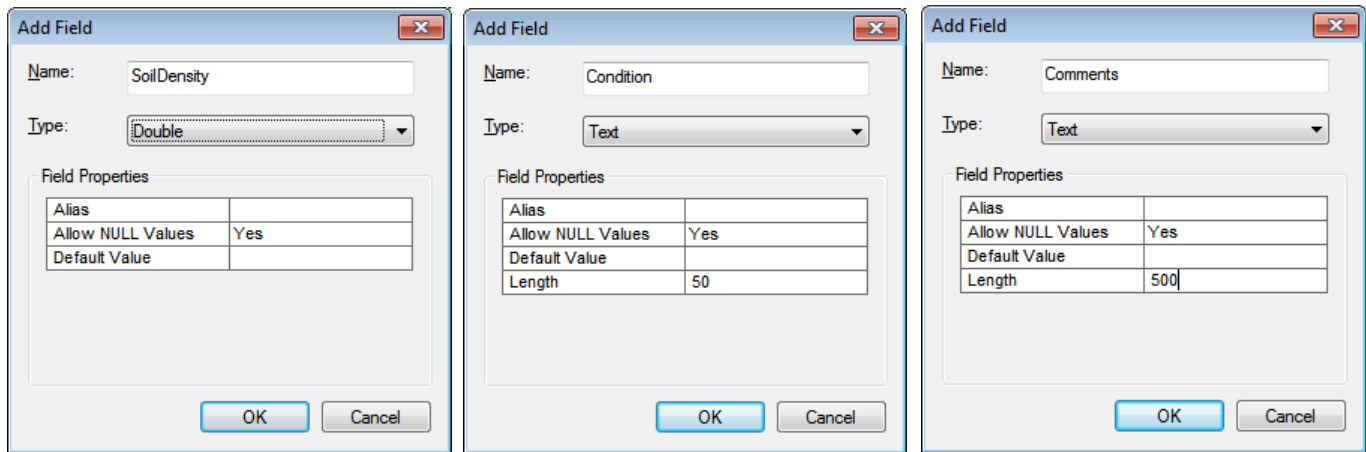 Add Field
Name: SoilDensity
Type: Double
Field Properties
Alias
Allow NULL Values Yes
Default Value
OK Cancel
Add Field
Name: Condition
Type: Text
Field Properties
Alias
Allow NULL Values Yes
Default Value
Length 50
OK Cancel
Add Field
Name: Comments
Type: Text
Field Properties
Alias
Allow NULL Values Yes
Default Value
Length 500
OK Cancel